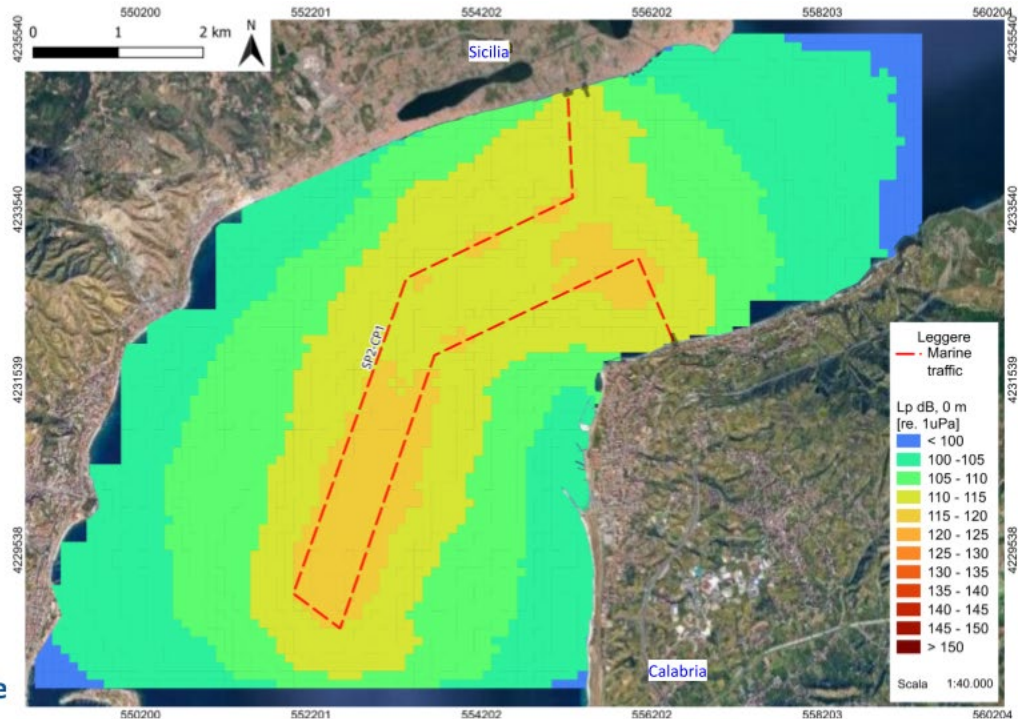 550200 552201 554202 556202 558203 560204
4235540
4235540
0 1 2 km
N
Sicilia
4233540
4233540
SP2-CP1
4231539
4231539
Leggere
Marine
traffic
Lp dB, 0 m
[re. 1uPa]
< 100
100 -105
105 - 110
110 - 115
115 - 120
120 - 125
125 - 130
130 - 135
135 - 140
140 - 145
145 - 150
> 150
Scala 1:40.000
4229538
4229538
Calabria
e
550200 552201 554202 556202 558203 560204